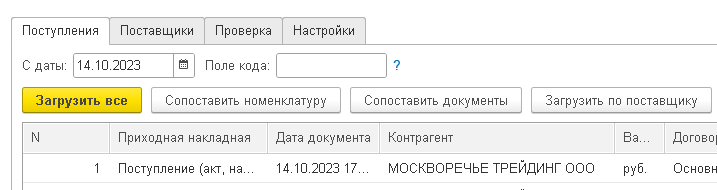 Поступления Поставщики Проверка Настройки
С даты: 14.10.2023 Поле кода: ?
Загрузить все Сопоставить номенклатуру Сопоставить документы Загрузить по поставщику
N Приходная накладная Дата документа Контрагент Ва... Договор
1 Поступление (акт, на... 14.10.2023 17... МОСКВОРЕЧЬЕ ТРЕЙДИНГ ООО руб. Основн